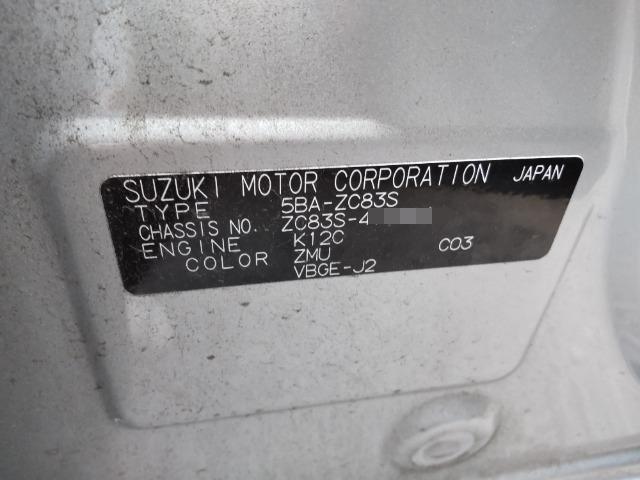 SUZUKI MOTOR CORPORATION JAPAN
TYPE 5BA-ZC83S
CHASSIS NO. ZC83S-4
ENGINE K12C C03
COLOR ZMU
VBGE-J2